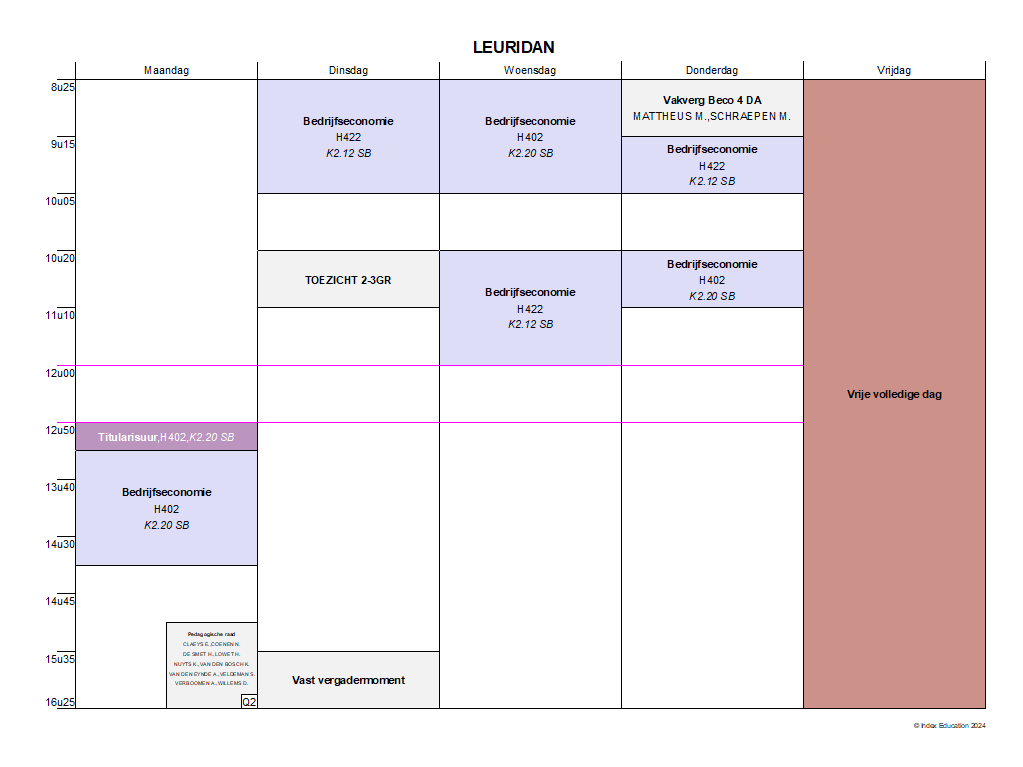 LEURIDAN
Maandag
Dinsdag
Woensdag
Donderdag
Vrijdag
8u25
9u15
10u05
10u20
11u10
12u00
12u50
13u40
14u30
14u45
15u35
16u25
Titularisuur,H402,K2.20 SB
Bedrijfseconomie
H402
K2.20 SB
Pedagogische raad
CLAEYS E.,COENEN N.
DE SMET H.,LOWET H.
NUYTS K.,VAN DEN BOSCH K.
VAN DEN EYNDE A.,VELDEMAN S.
VERBOOMEN A.,WILLEMS D.
Q2
Bedrijfseconomie
H422
K2.12 SB
TOEZICHT 2-3GR
Vast vergadermoment
Bedrijfseconomie
H402
K2.20 SB
Bedrijfseconomie
H422
K2.12 SB
Vakverg Beco 4 DA
MATTHEUS M.,SCHRAEPEN M.
Bedrijfseconomie
H422
K2.12 SB
Bedrijfseconomie
H402
K2.20 SB
Vrije volledige dag
© Index Education 2024